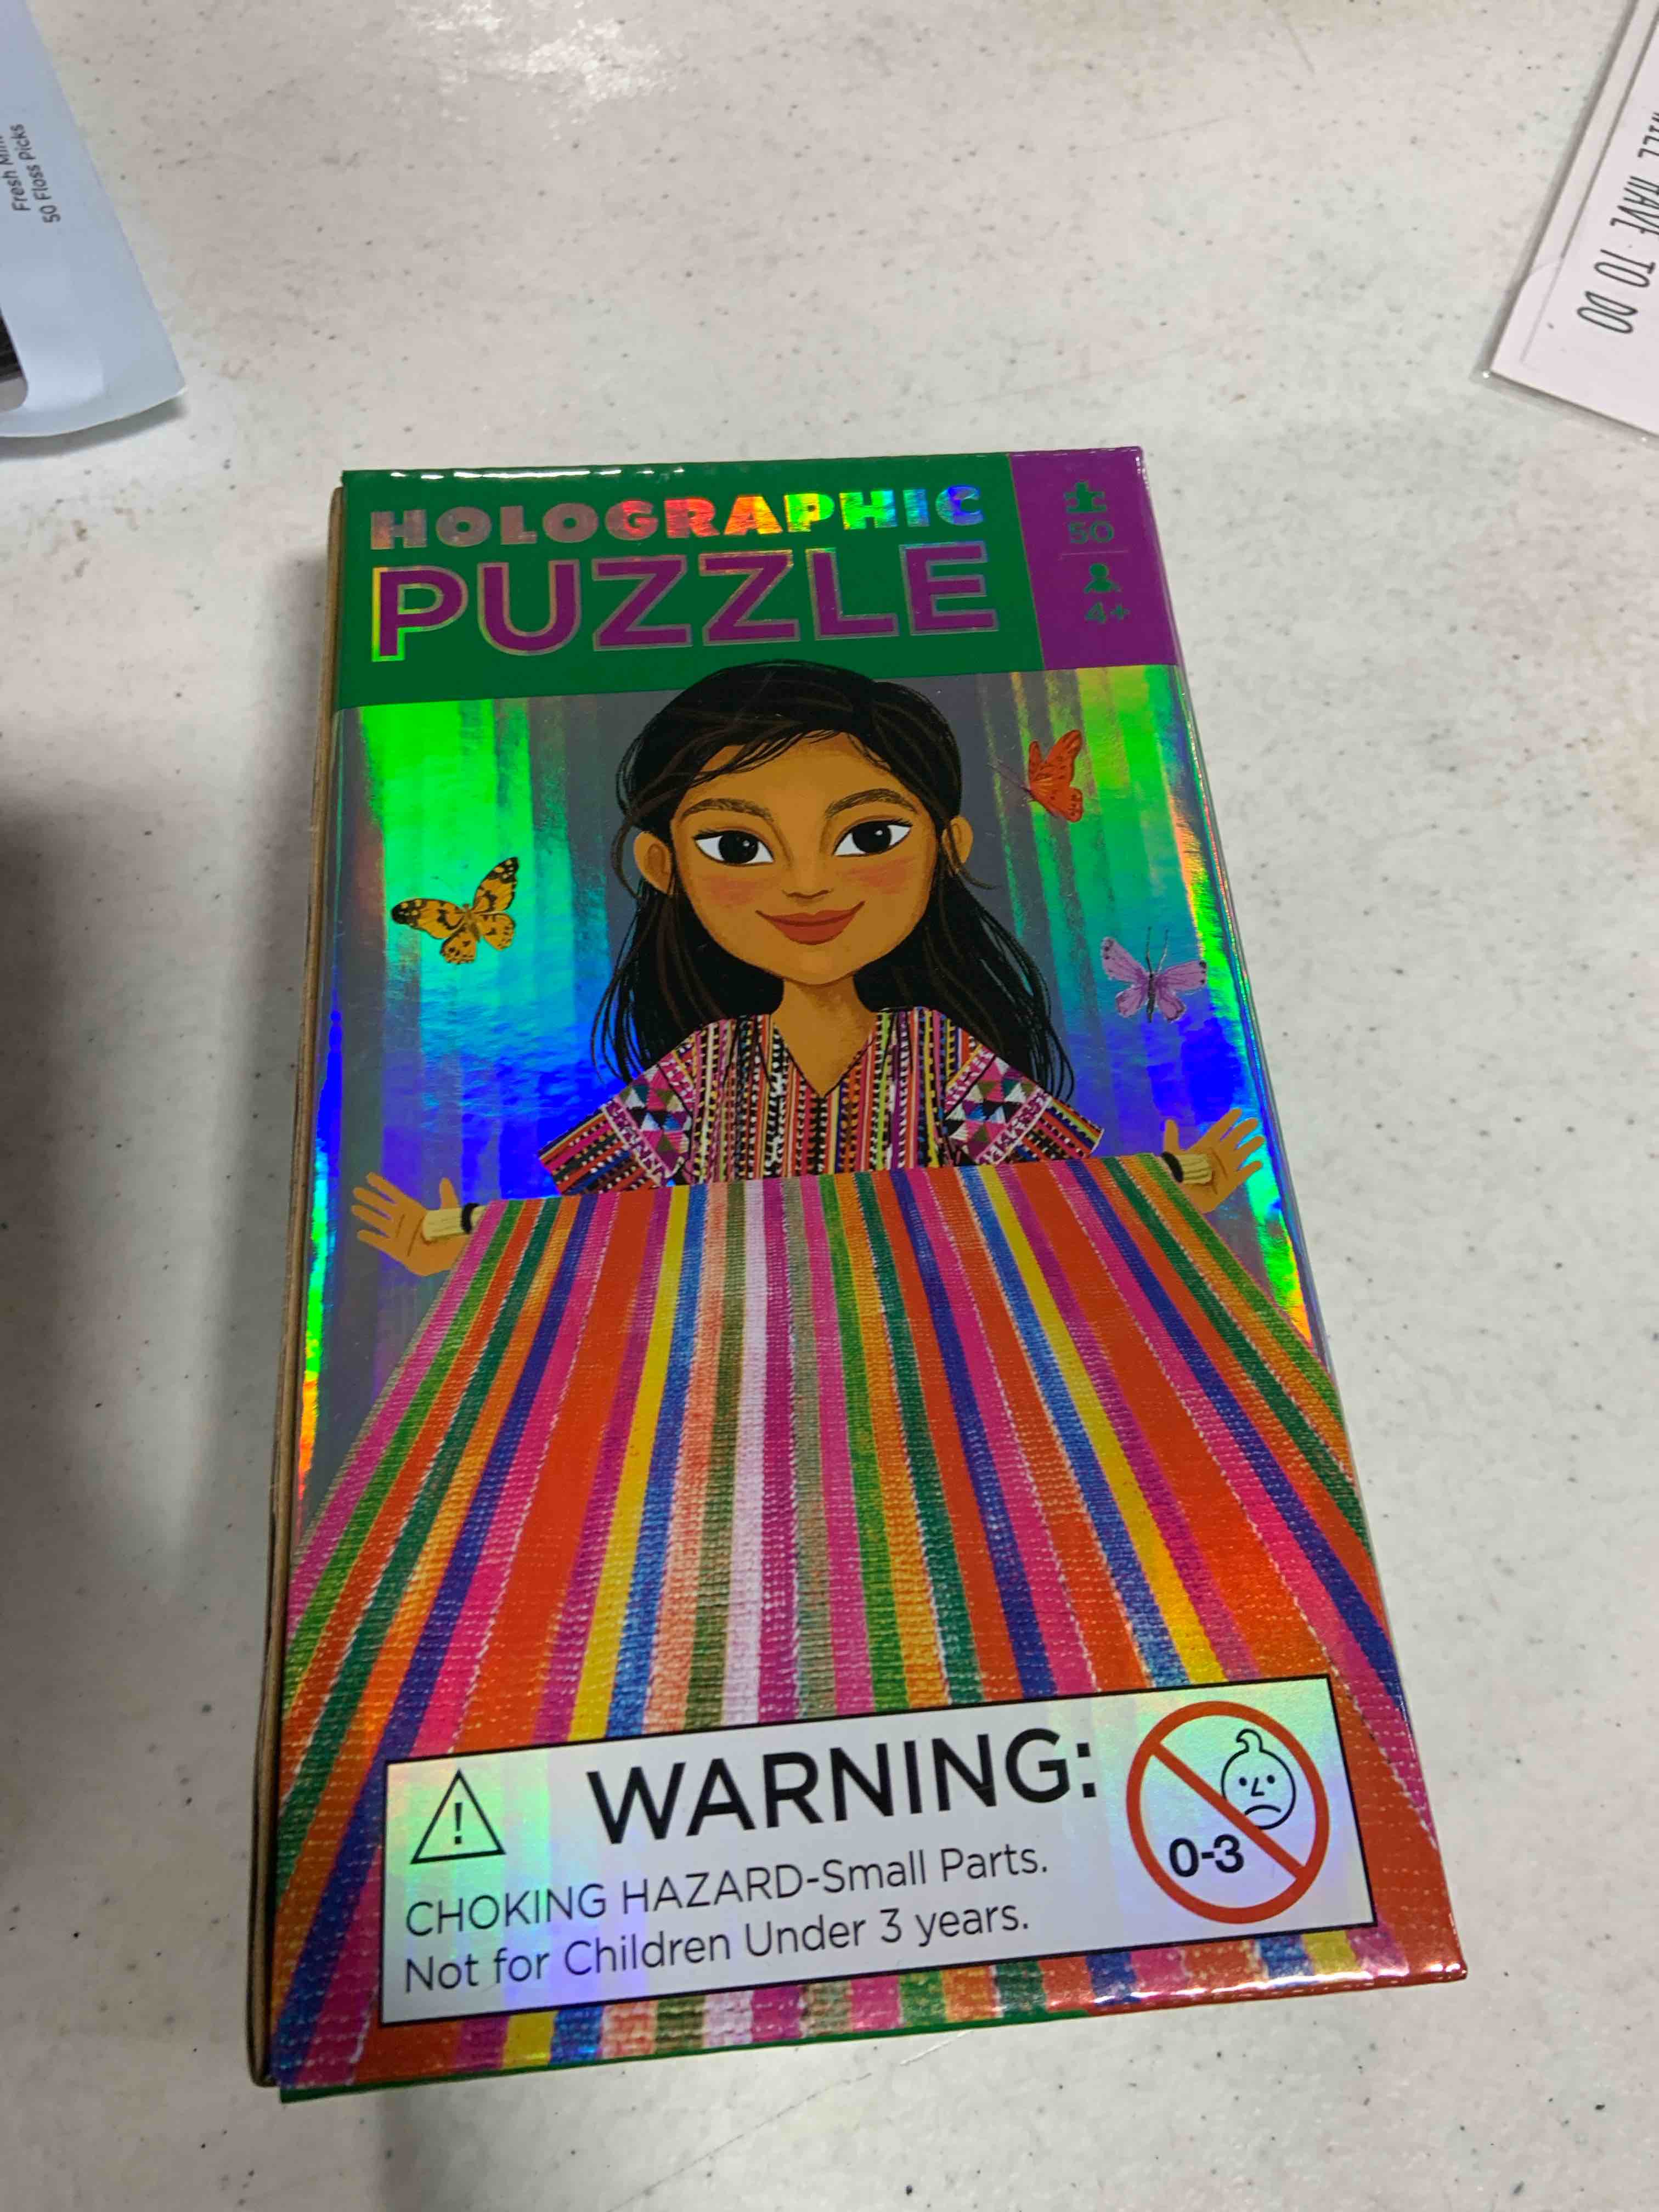 Fresh
50 Floss Picks
HAVE TO DO
HOLOGRAPHIC
PUZZLE
50
4+
!
WARNING:
CHOKING HAZARD-Small Parts.
Not for Children Under 3 years.
0-3